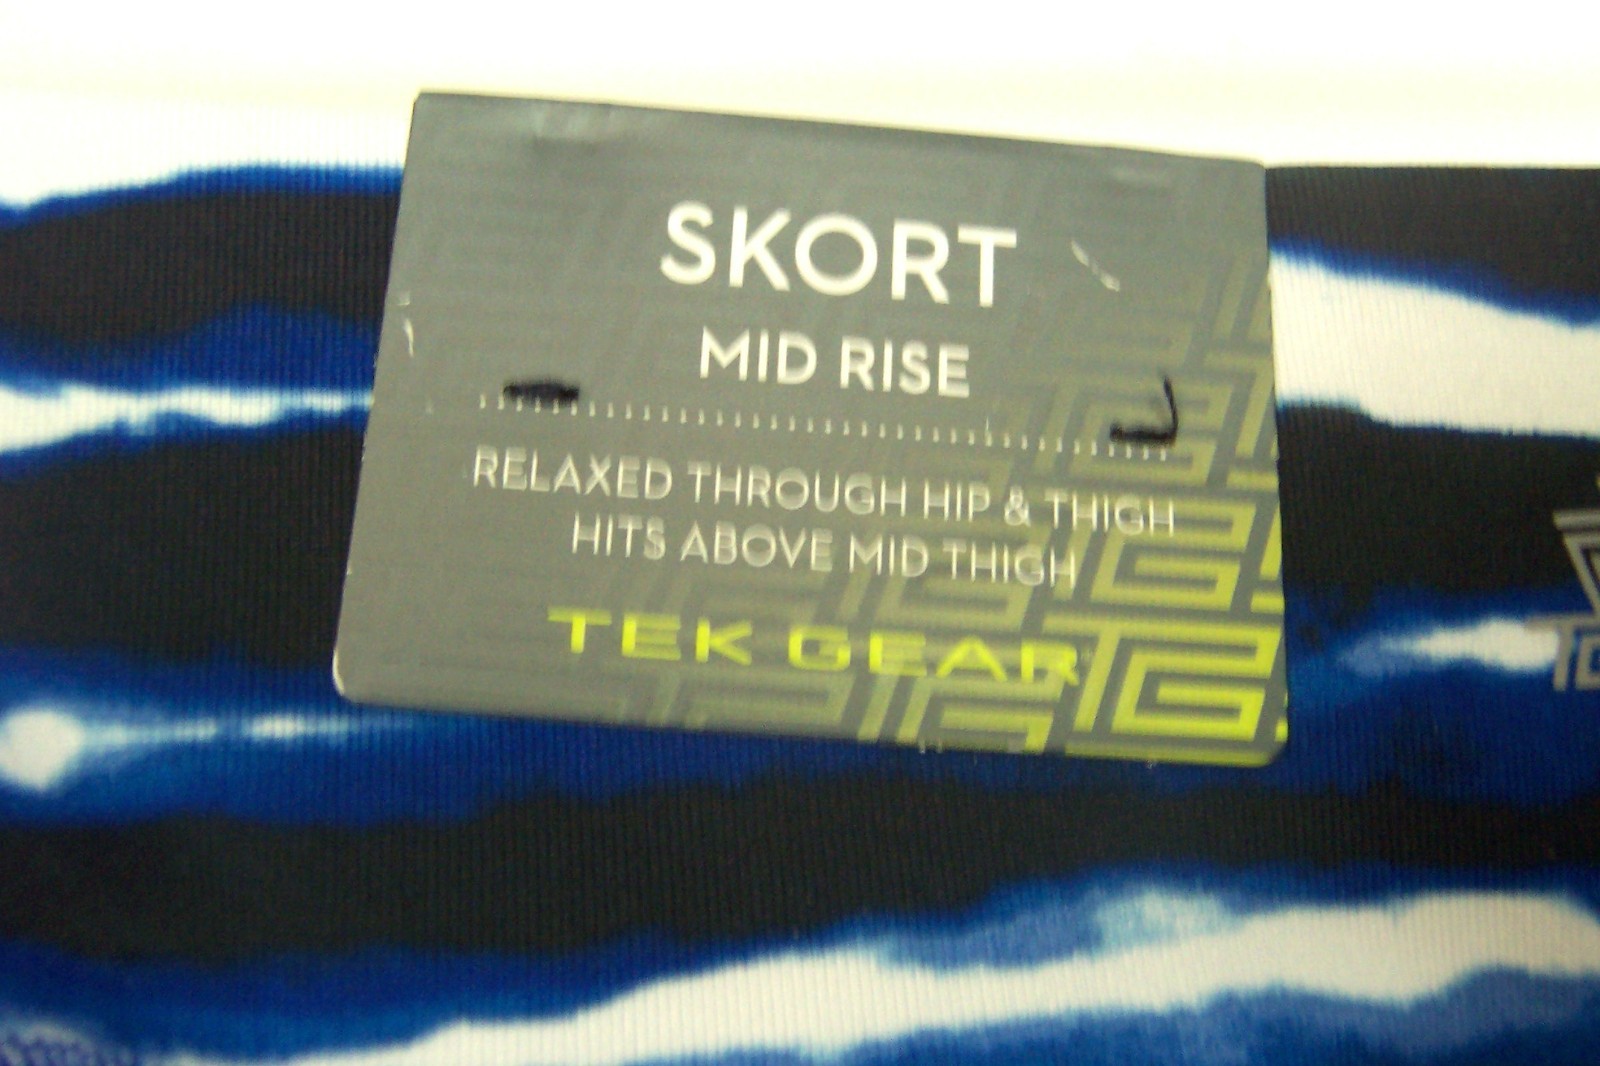 SKORT
MID RISE
RELAXED THROUGH HIP & THIGH
HITS ABOVE MID THIGH
TEK GEAR